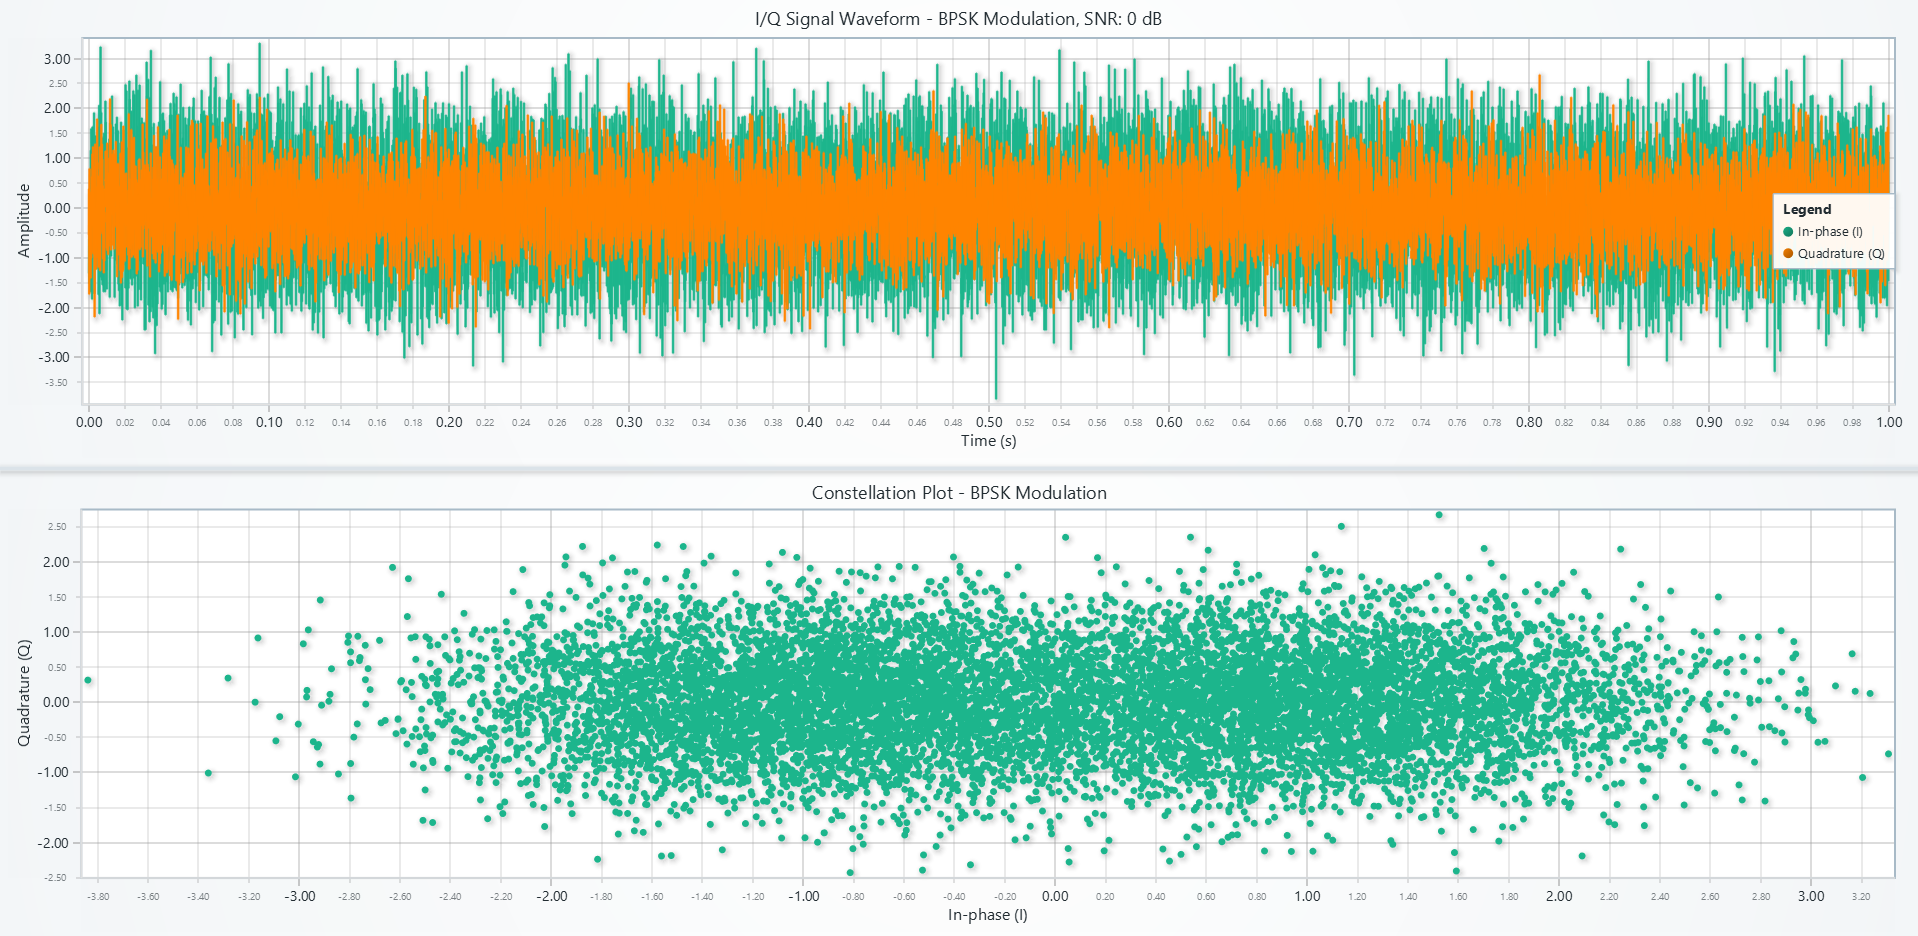 I/Q Signal Waveform - BPSK Modulation, SNR: 0 dB
3.00
2.50
2.00
1.50
1.00
0.50
0.00
-0.50
-1.00
-1.50
-2.00
-2.50
-3.00
-3.50
Amplitude
Legend
In-phase (I)
Quadrature (Q)
0.00 0.02 0.04 0.06 0.08 0.10 0.12 0.14 0.16 0.18 0.20 0.22 0.24 0.26 0.28 0.30 0.32 0.34 0.36 0.38 0.40 0.42 0.44 0.46 0.48 0.50 0.52 0.54 0.56 0.58 0.60 0.62 0.64 0.66 0.68 0.70 0.72 0.74 0.76 0.78 0.80 0.82 0.84 0.86 0.88 0.90 0.92 0.94 0.96 0.98 1.00
Time (s)
Constellation Plot - BPSK Modulation
2.50
2.00
1.50
1.00
0.50
0.00
-0.50
-1.00
-1.50
-2.00
-2.50
Quadrature (Q)
-3.80 -3.60 -3.40 -3.20 -3.00 -2.80 -2.60 -2.40 -2.20 -2.00 -1.80 -1.60 -1.40 -1.20 -1.00 -0.80 -0.60 -0.40 -0.20 0.00 0.20 0.40 0.60 0.80 1.00 1.20 1.40 1.60 1.80 2.00 2.20 2.40 2.60 2.80 3.00 3.20
In-phase (I)